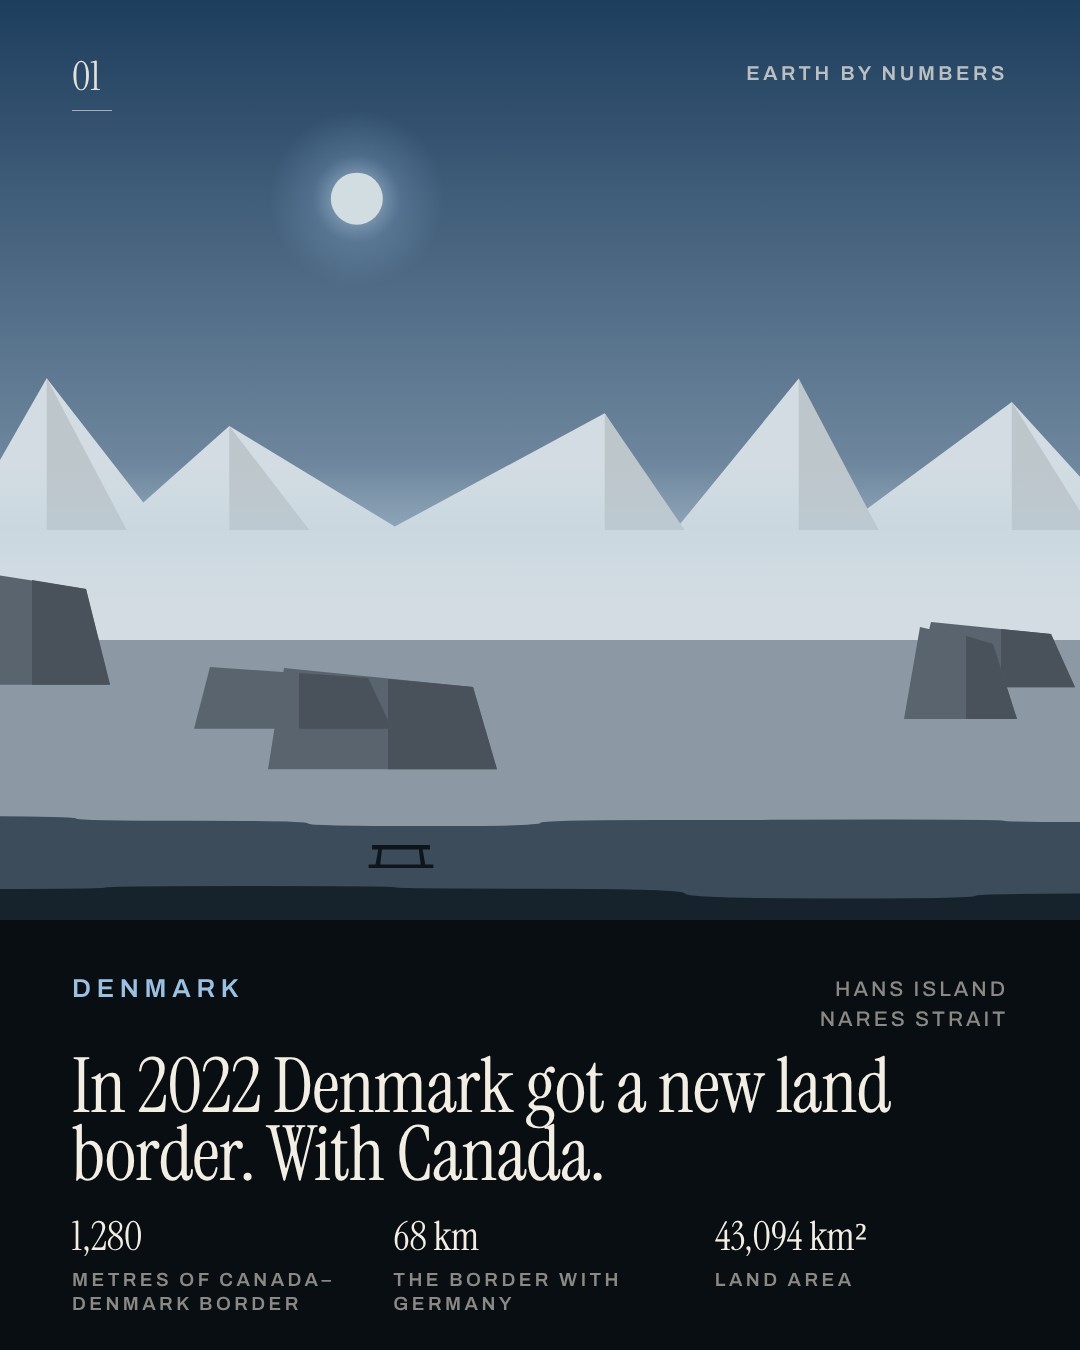 01
EARTH BY NUMBERS
DENMARK
HANS ISLAND
NARES STRAIT
In 2022 Denmark got a new land
border. With Canada.
1,280
METRES OF CANADA–
DENMARK BORDER
68 km
THE BORDER WITH
GERMANY
43,094 km²
LAND AREA